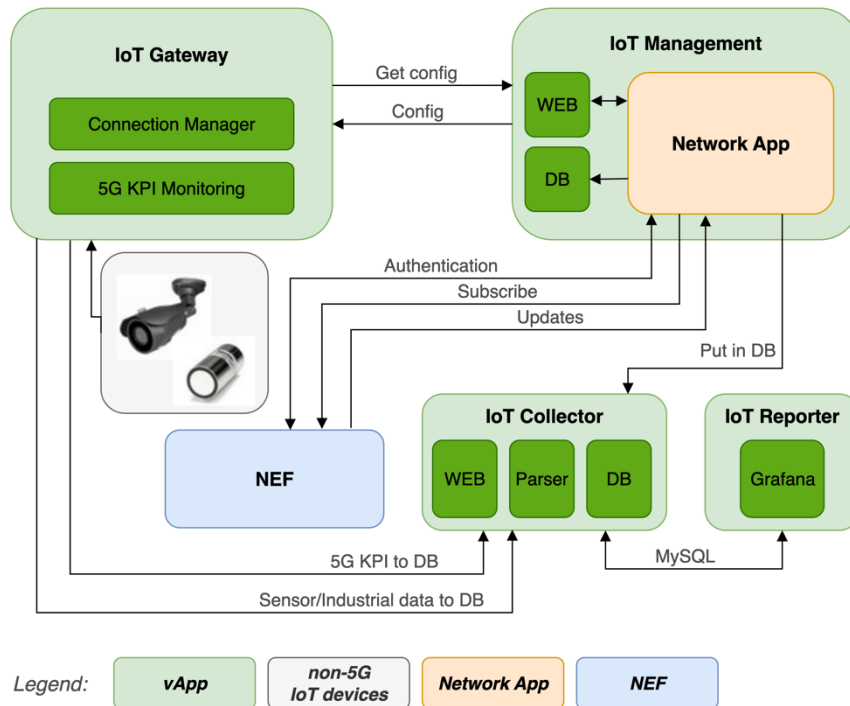 IoT Gateway
Connection Manager
5G KPI Monitoring
Get config
Config
IoT Management
WEB
DB
Network App
Authentication
Subscribe
Updates
Put in DB
NEF
IoT Collector
WEB
Parser
DB
IoT Reporter
Grafana
5G KPI to DB
Sensor/Industrial data to DB
MySQL
Legend:
vApp
non-5G
IoT devices
Network App
NEF